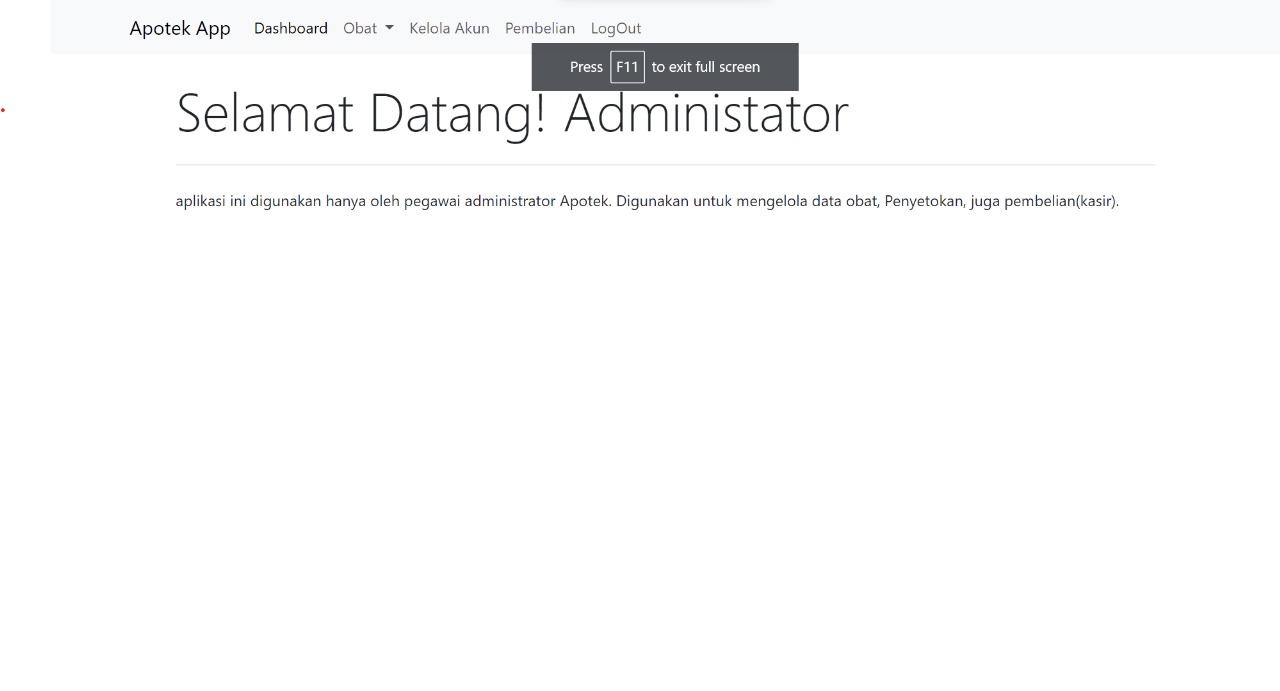 Apotek App Dashboard Obat Kelola Akun Pembelian LogOut
Press F11 to exit full screen
Selamat Datang! Administator
aplikasi ini digunakan hanya oleh pegawai administrator Apotek. Digunakan untuk mengelola data obat, Penyetokan, juga pembelian(kasir).